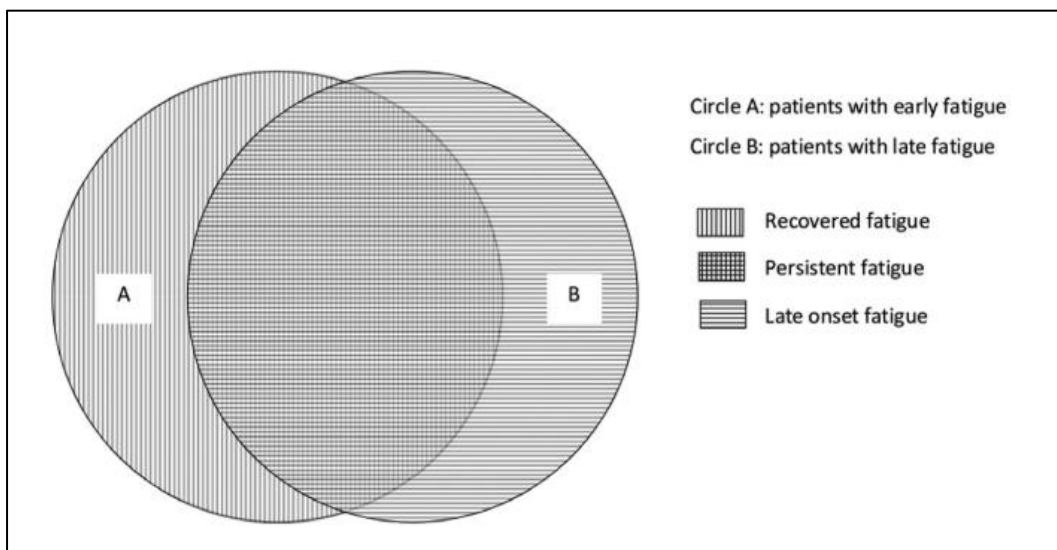 A
B
Circle A: patients with early fatigue
Circle B: patients with late fatigue
Recovered fatigue
Persistent fatigue
Late onset fatigue